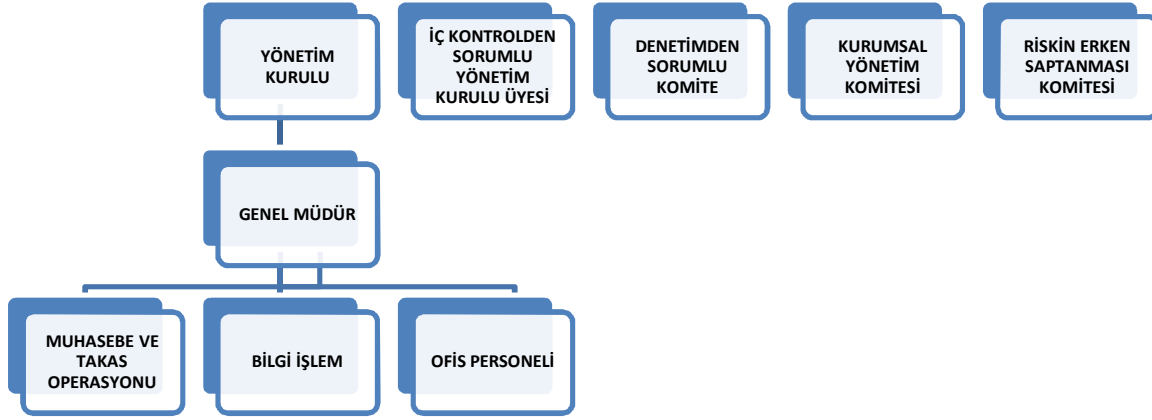 YÖNETİM
KURULU
İÇ KONTROLDEN
SORUMLU
YÖNETİM
KURULU ÜYESİ
DENETİMDEN
SORUMLU
KOMİTE
KURUMSAL
YÖNETİM
KOMİTESİ
RİSKİN ERKEN
SAPTANMASI
KOMİTESİ
GENEL MÜDÜR
MUHASEBE VE
TAKAS
OPERASYONU
BİLGİ İŞLEM
OFİS PERSONELİ